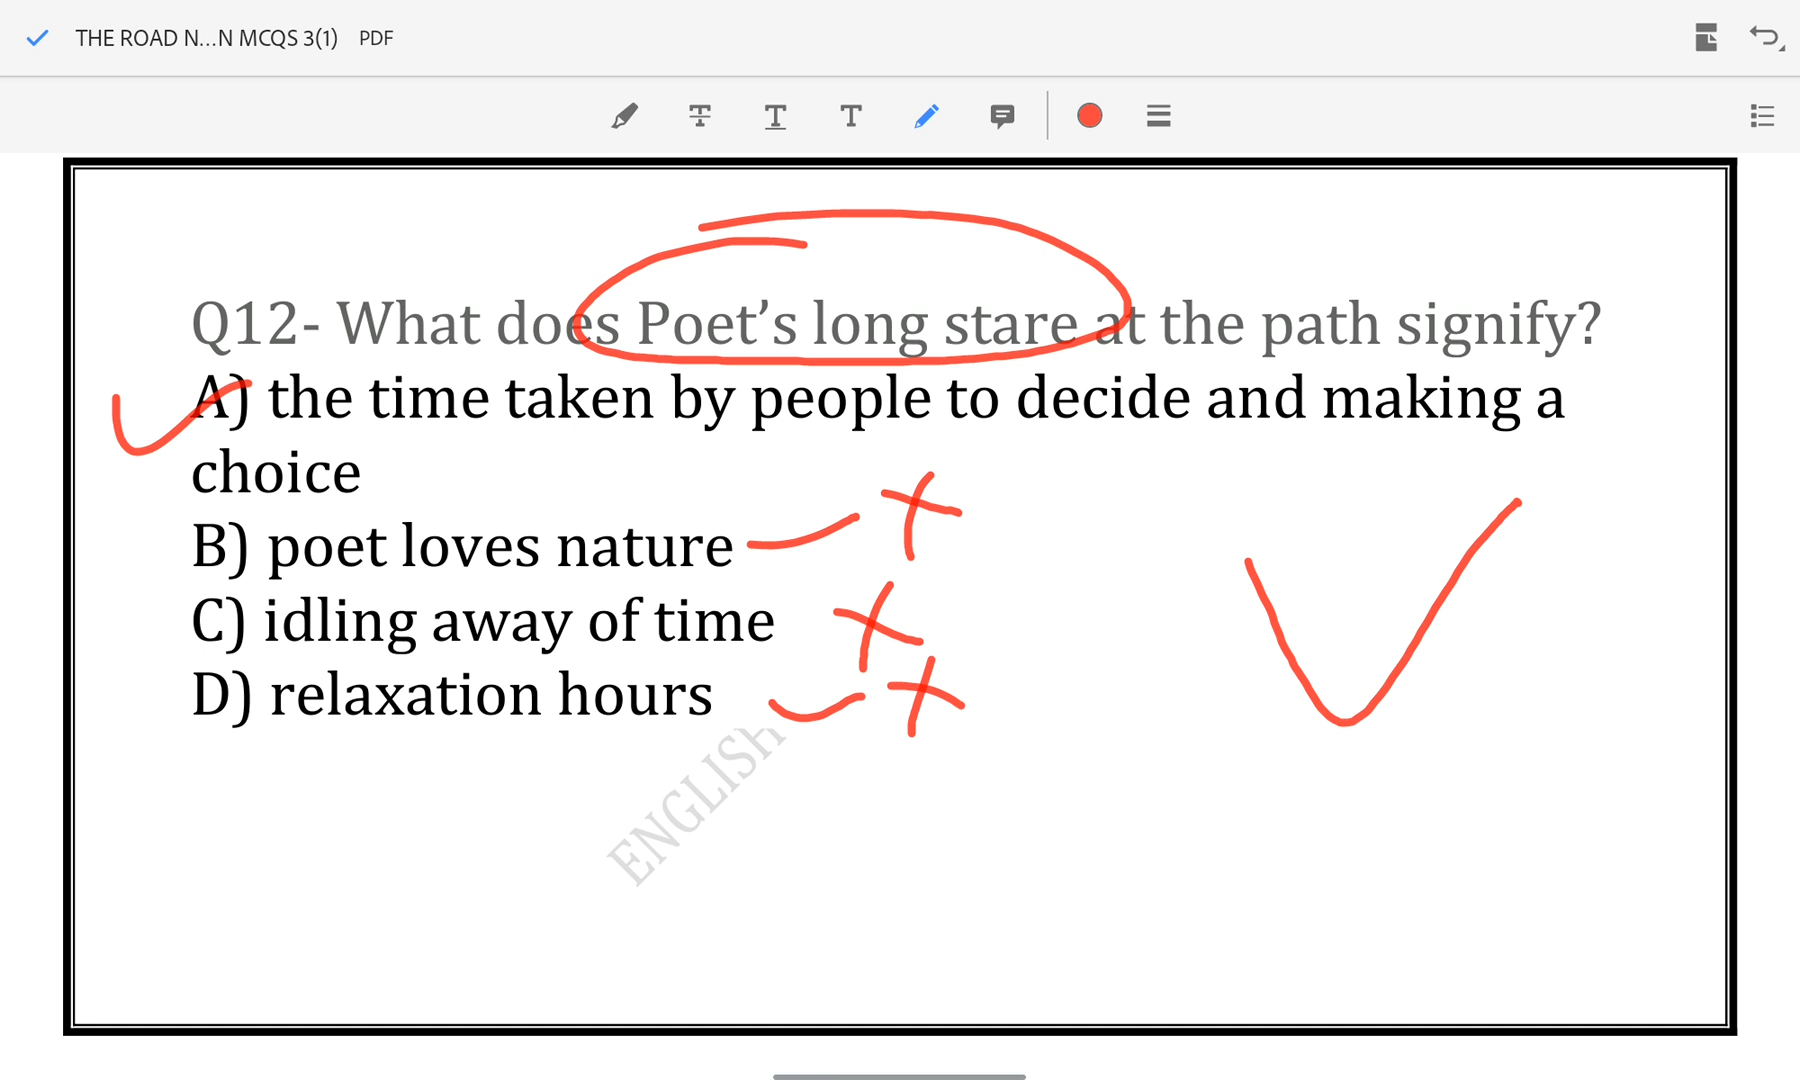 THE ROAD N...N MCQS 3(1) PDF
Q12- What does Poet's long stare at the path signify?
A) the time taken by people to decide and making a
choice
B) poet loves nature
C) idling away of time
D) relaxation hours
ENGLISH